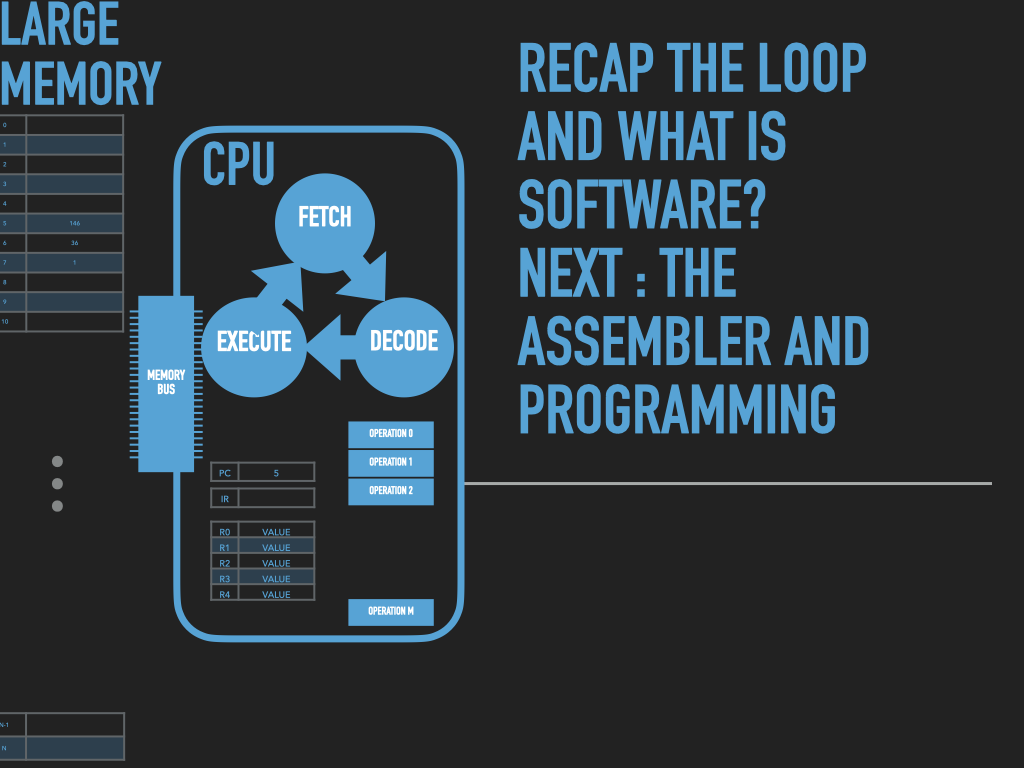 LARGE
MEMORY
0
1
2
3
4
5 146
6 36
7 1
8
9
10
N-1
N
MEMORY
BUS
CPU
FETCH
EXECUTE
DECODE
OPERATION 0
OPERATION 1
OPERATION 2
OPERATION M
PC 5
IR
R0 VALUE
R1 VALUE
R2 VALUE
R3 VALUE
R4 VALUE
RECAP THE LOOP
AND WHAT IS
SOFTWARE?
NEXT : THE
ASSEMBLER AND
PROGRAMMING